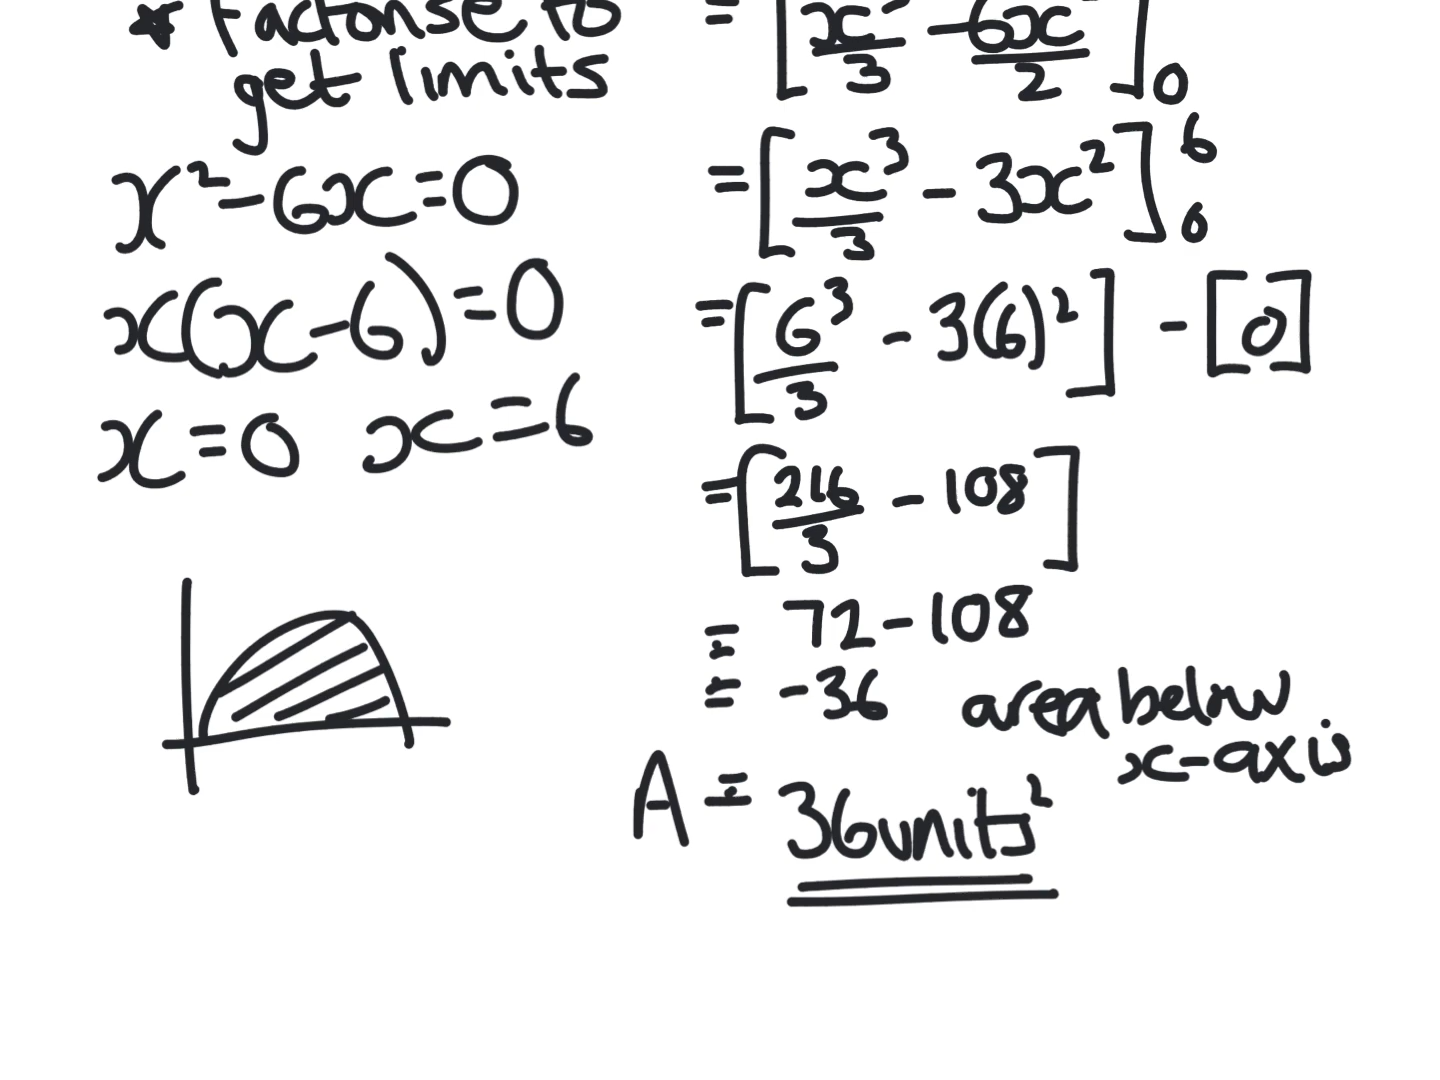 * Factorise to
get limits
x² - 6x = 0
x(x - 6) = 0
x = 0 x = 6
= [x³/3 - 6x²/2]₀
= [x³/3 - 3x²]⁶₀
= [6³/3 - 3(6)²] - [0]
= [216/3 - 108]
= 72 - 108
= -36 area below
x-axis
A = 36units²